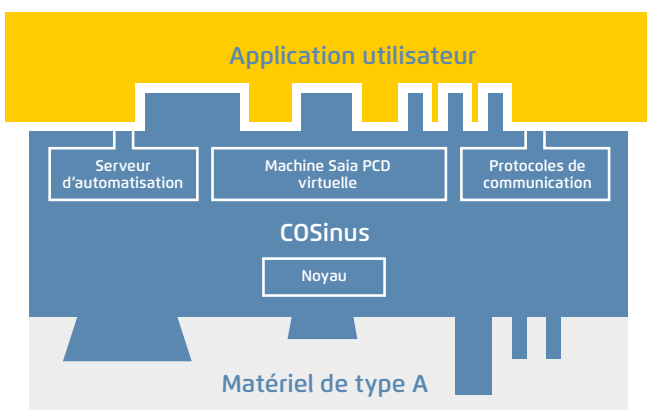 Application utilisateur
Serveur
d'automatisation
Machine Saia PCD
virtuelle
Protocoles de
communication
COSinus
Noyau
Matériel de type A